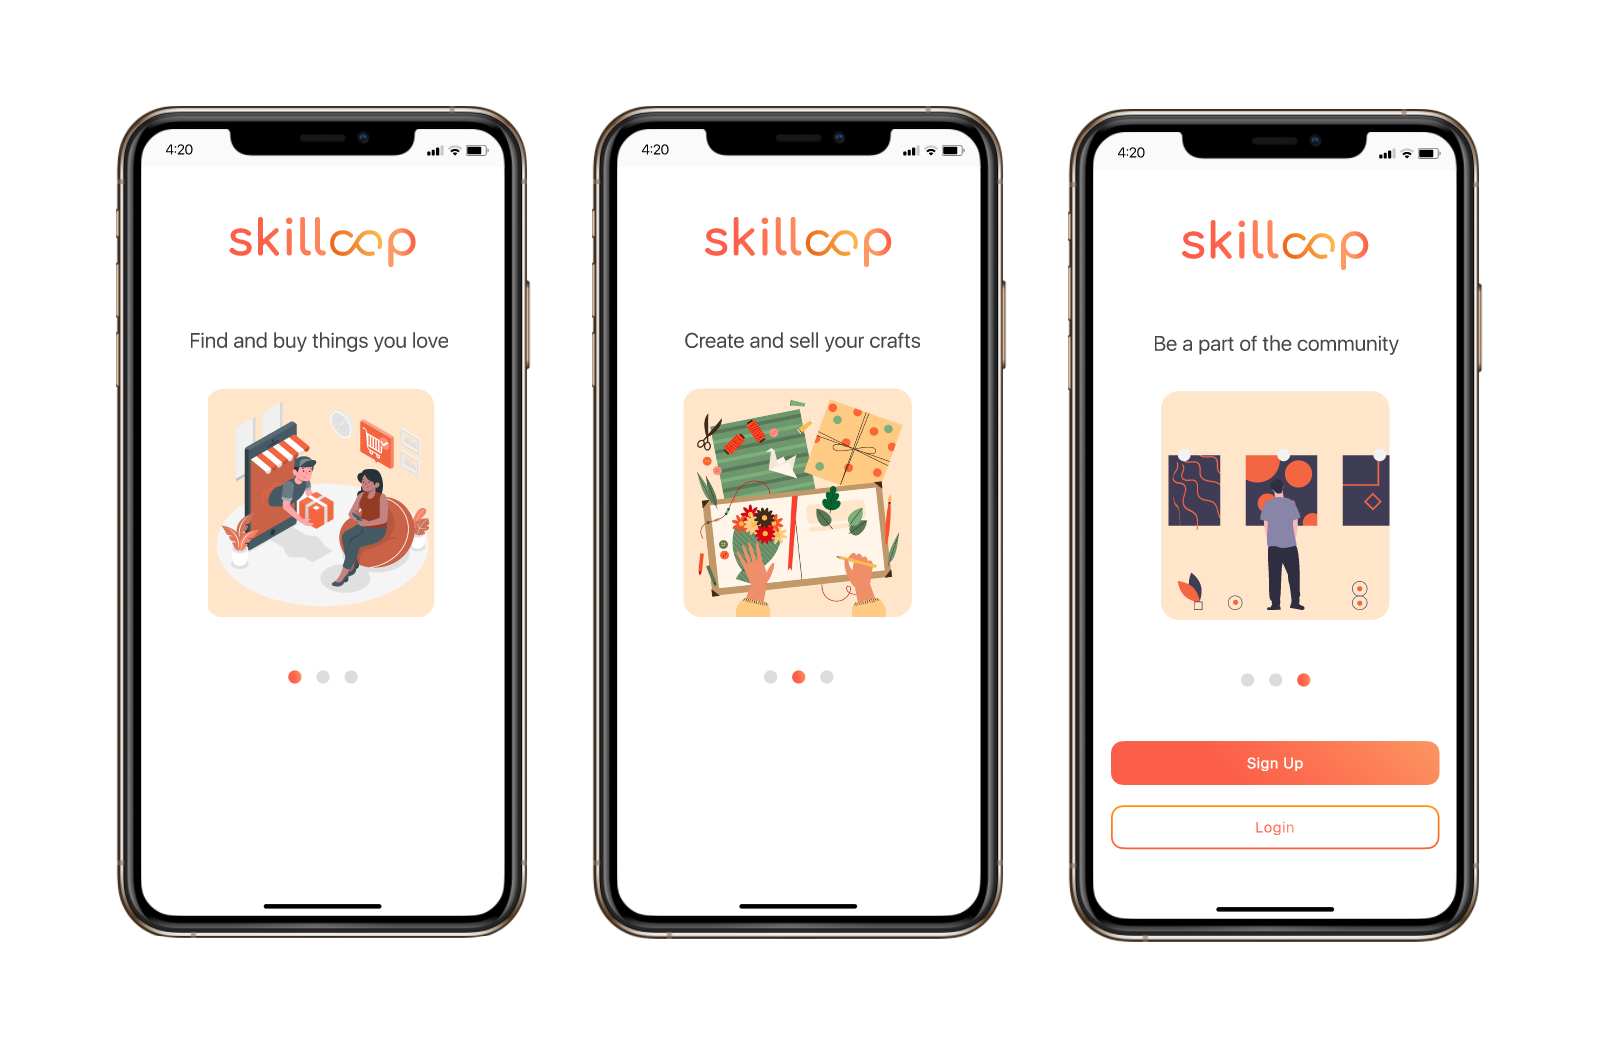 4:20
skilloop
Find and buy things you love
4:20
skilloop
Create and sell your crafts
4:20
skilloop
Be a part of the community
Sign Up
Login